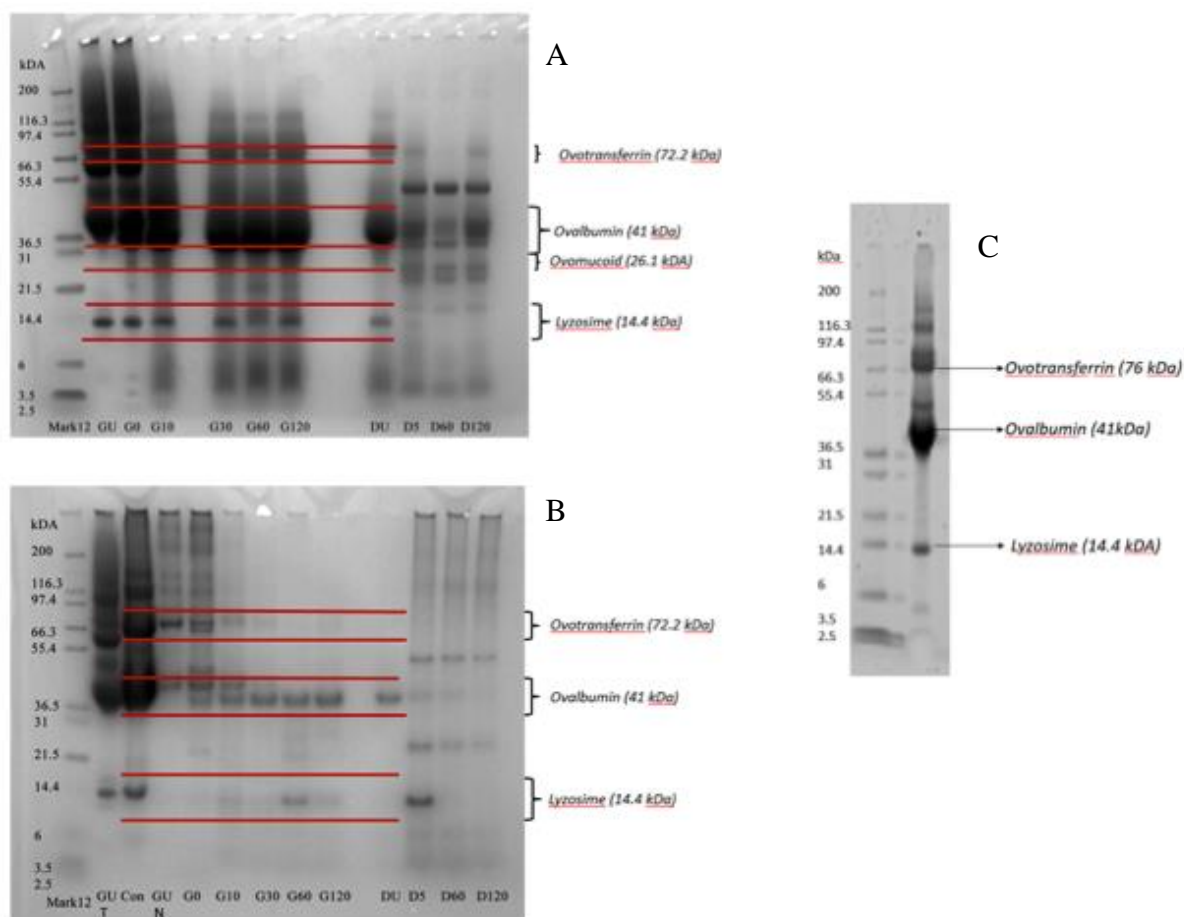 A
kDA
200
116.3
97.4
66.3
55.4
36.5
31
21.5
14.4
6
3.5
2.5
Mark12 GU G0 G10 G30 G60 G120 DU D5 D60 D120
Ovotransferrin (72.2 kDa)
Ovalbumin (41 kDa)
Ovamucoid (26.1 kDA)
Lyzosime (14.4 kDa)
B
kDA
200
116.3
97.4
66.3
55.4
36.5
31
21.5
14.4
6
3.5
2.5
Mark12 GU Con GU G0 G10 G30 G60 G120 DU D5 D60 D120
T N
Ovotransferrin (72.2 kDa)
Ovalbumin (41 kDa)
Lyzosime (14.4 kDa)
C
kDa
200
116.3
97.4
66.3
55.4
36.5
31
21.5
14.4
6
3.5
2.5
Ovotransferrin (76 kDa)
Ovalbumin (41kDa)
Lyzosime (14.4 kDA)